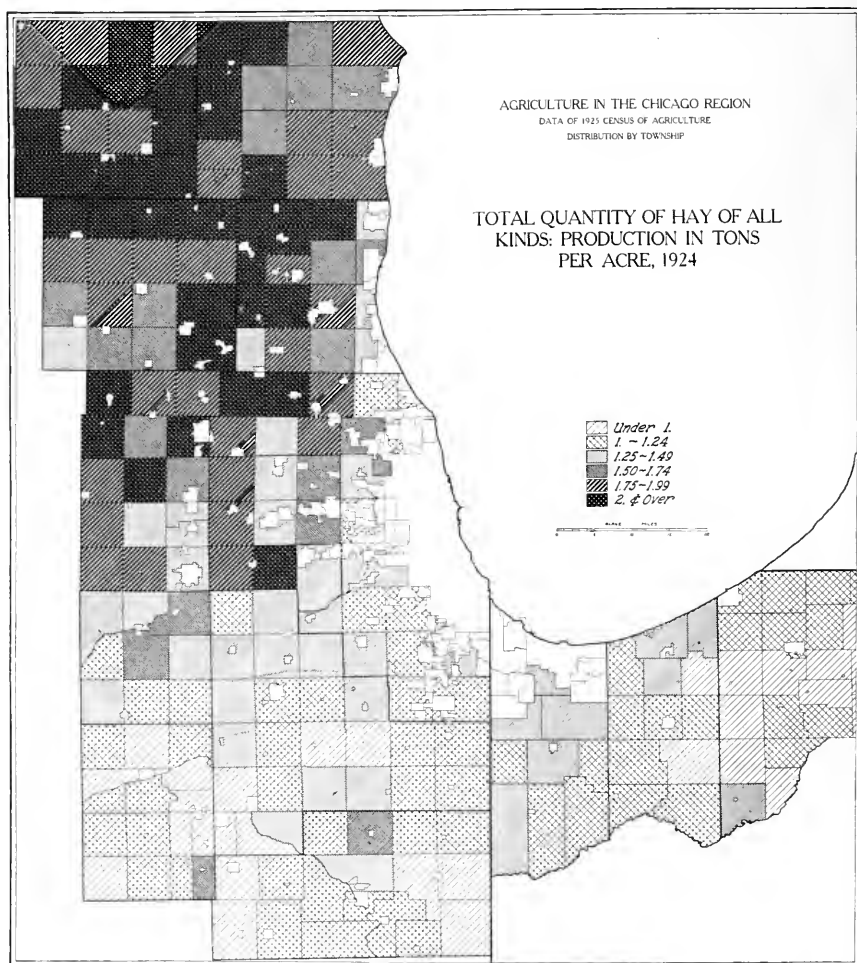 AGRICULTURE IN THE CHICAGO REGION
DATA OF 1925 CENSUS OF AGRICULTURE
DISTRIBUTION BY TOWNSHIP
TOTAL QUANTITY OF HAY OF ALL
KINDS: PRODUCTION IN TONS
PER ACRE, 1924
Under 1.
1. - 1.24
1.25-1.49
1.50-1.74
1.75-1.99
2. & Over
MILES